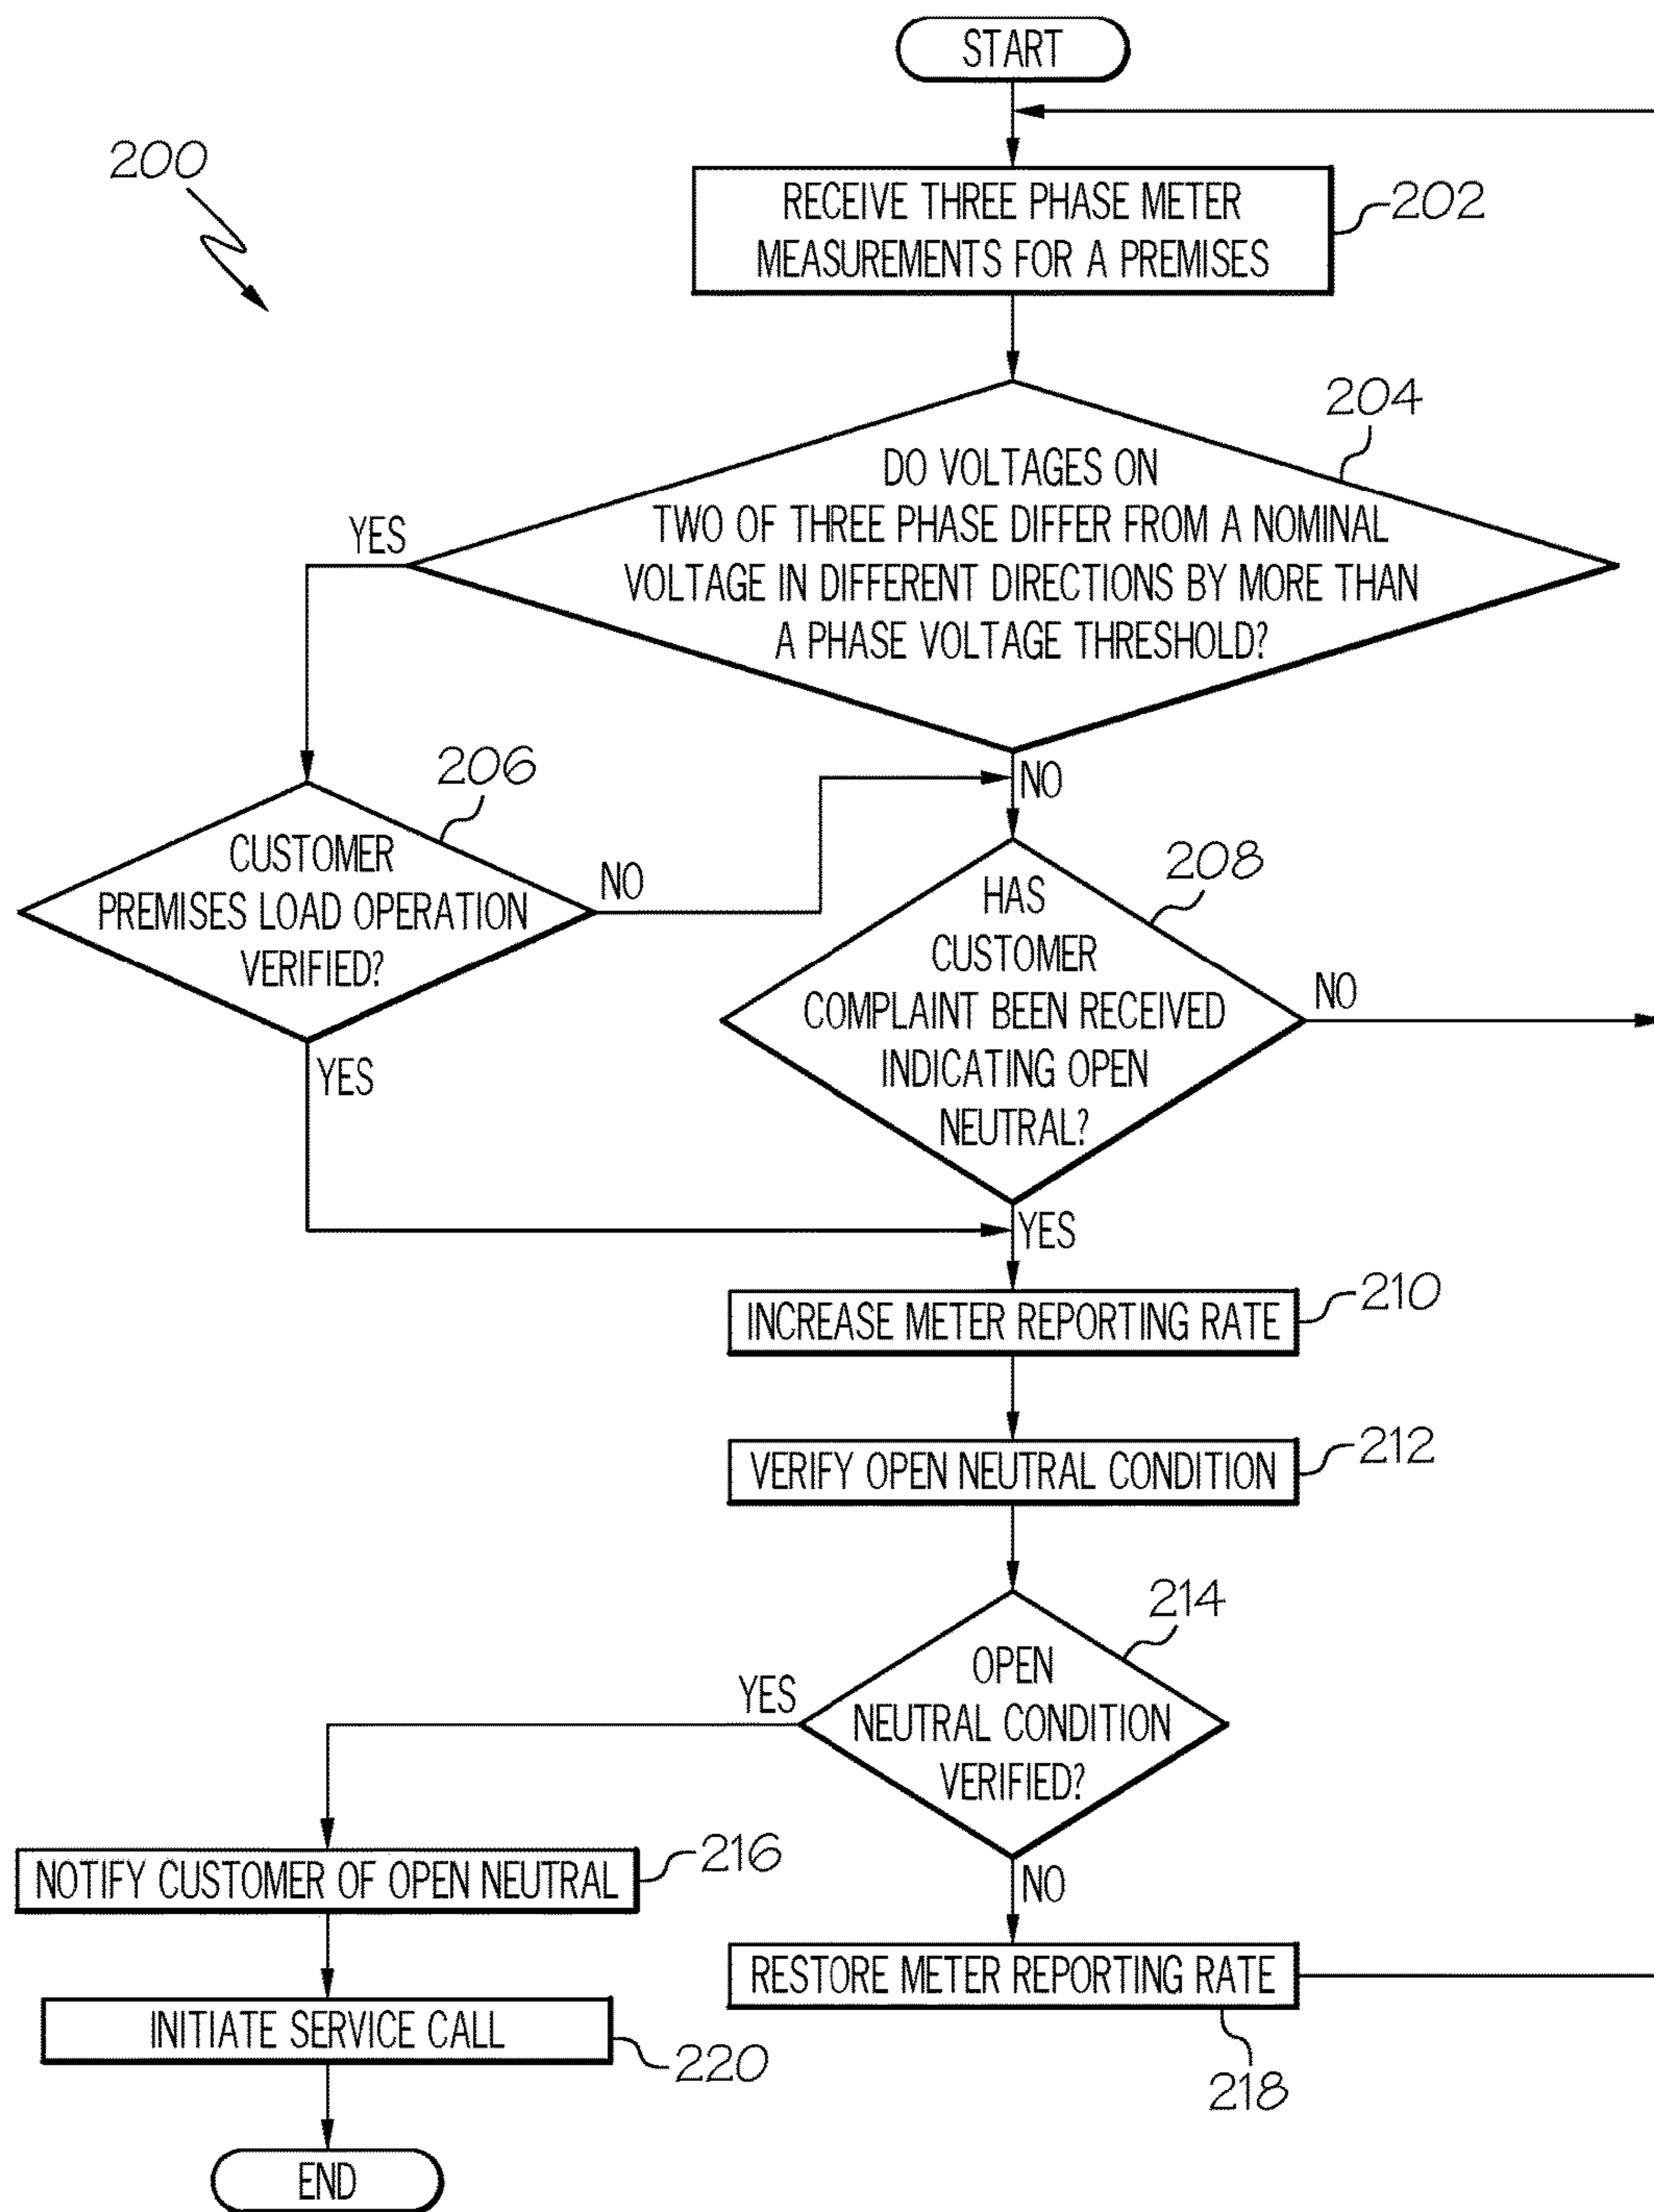 START
200
RECEIVE THREE PHASE METER
MEASUREMENTS FOR A PREMISES
202
204
DO VOLTAGES ON
TWO OF THREE PHASE DIFFER FROM A NOMINAL
VOLTAGE IN DIFFERENT DIRECTIONS BY MORE THAN
A PHASE VOLTAGE THRESHOLD?
YES
NO
206
CUSTOMER
PREMISES LOAD OPERATION
VERIFIED?
NO
YES
208
HAS
CUSTOMER
COMPLAINT BEEN RECEIVED
INDICATING OPEN
NEUTRAL?
NO
YES
INCREASE METER REPORTING RATE
210
VERIFY OPEN NEUTRAL CONDITION
212
214
OPEN
NEUTRAL CONDITION
VERIFIED?
YES
NO
NOTIFY CUSTOMER OF OPEN NEUTRAL
216
RESTORE METER REPORTING RATE
218
INITIATE SERVICE CALL
220
END